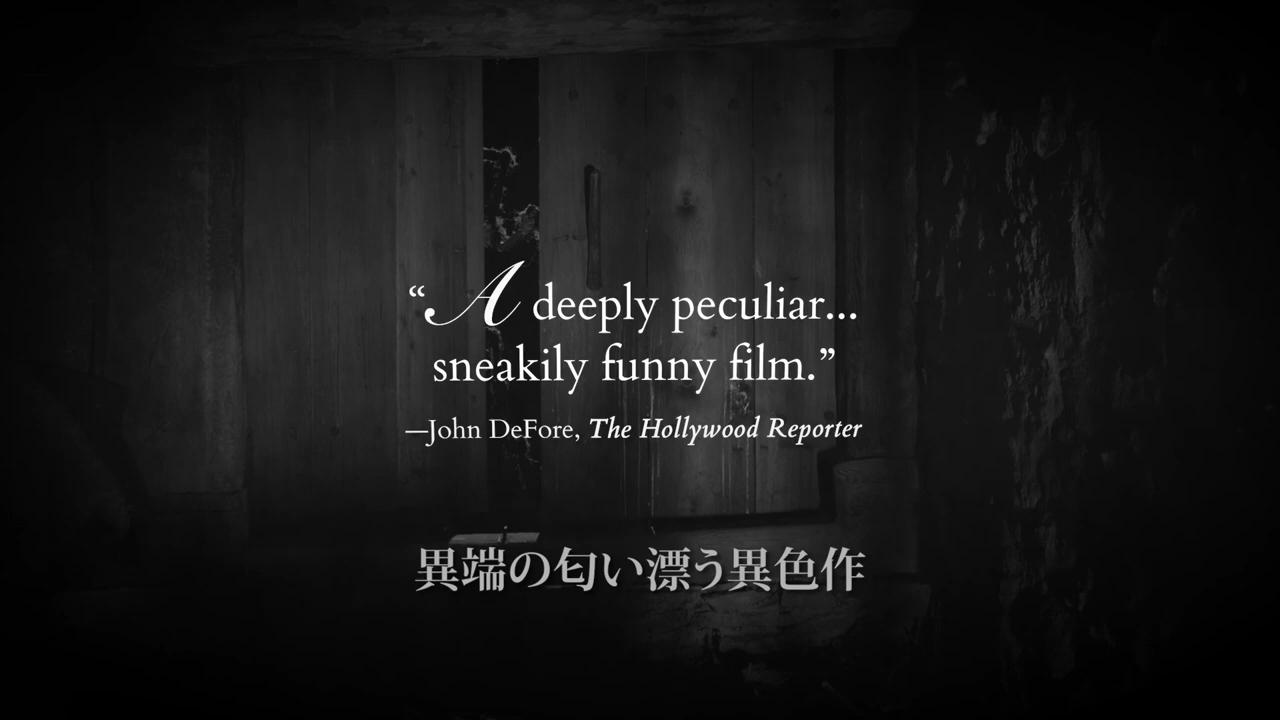 “A deeply peculiar...
sneakily funny film.”
—John DeFore, The Hollywood Reporter
異端の匂い漂う異色作